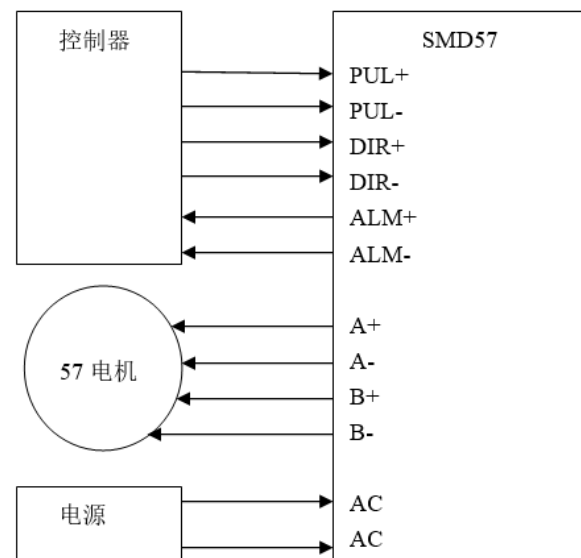 控制器
SMD57
PUL+
PUL-
DIR+
DIR-
ALM+
ALM-
57 电机
A+
A-
B+
B-
电源
AC
AC